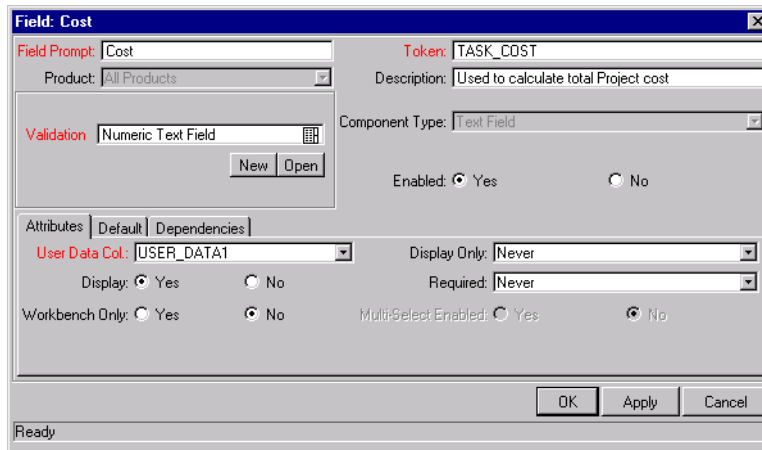 Field: Cost
Field Prompt: Cost Token: TASK_COST
Product: All Products Description: Used to calculate total Project cost
Validation Numeric Text Field Component Type: Text Field
New Open
Enabled: Yes No
Attributes Default Dependencies
User Data Col.: USER_DATA1 Display Only: Never
Display: Yes No Required: Never
Workbench Only: Yes No Multi-Select Enabled: Yes No
OK Apply Cancel
Ready